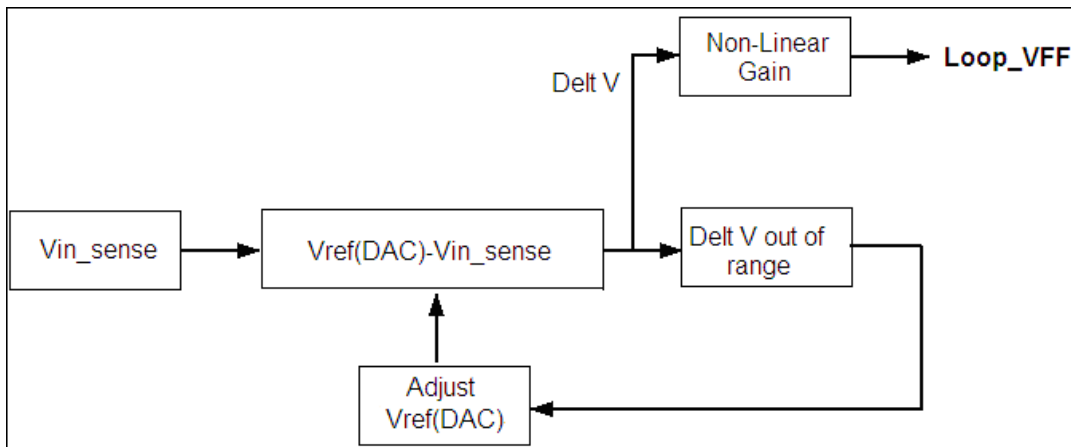 Non-Linear
Gain
Loop_VFF
Delt V
Vin_sense
Vref(DAC)-Vin_sense
Delt V out of
range
Adjust
Vref(DAC)